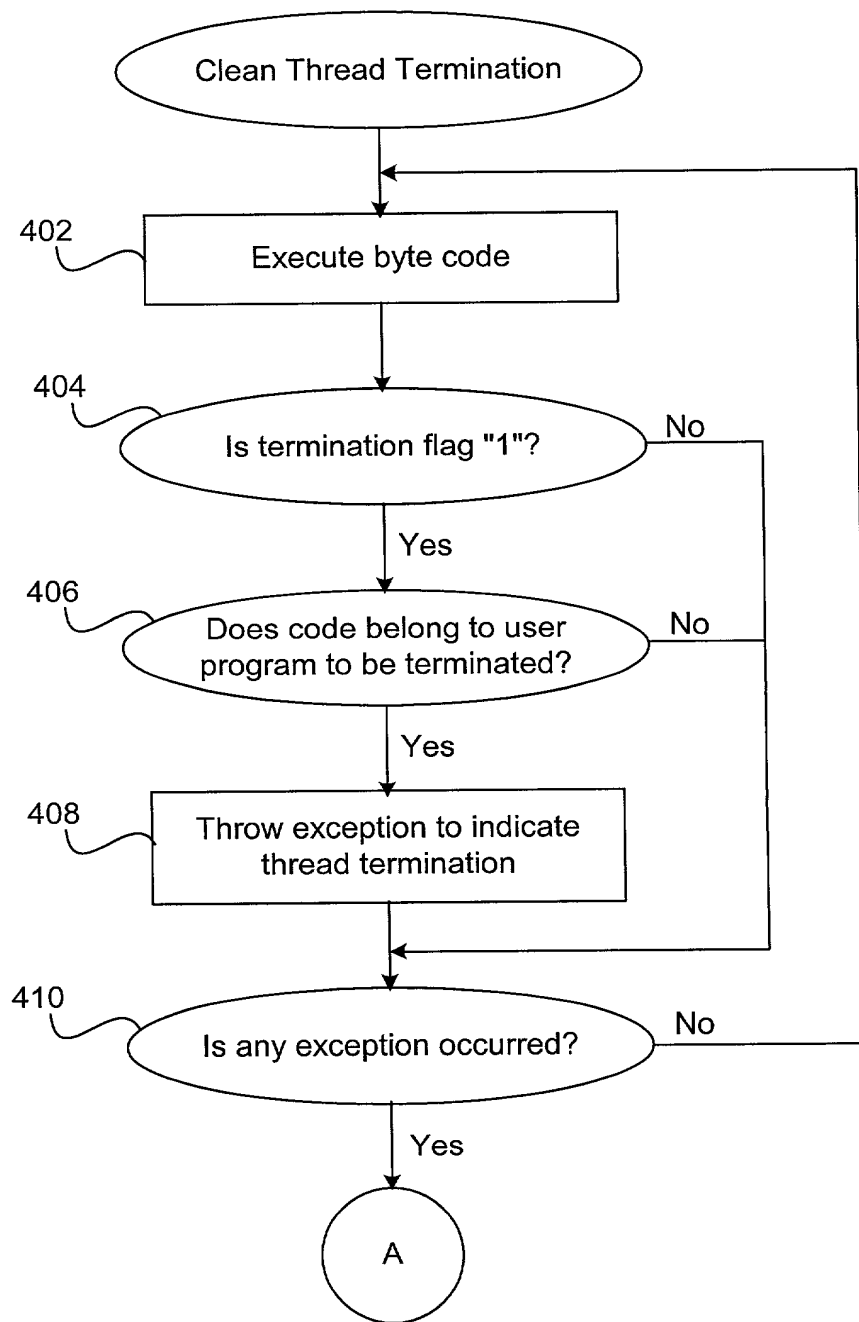 Clean Thread Termination
402
Execute byte code
404
Is termination flag "1"?
No
Yes
406
Does code belong to user
program to be terminated?
No
Yes
408
Throw exception to indicate
thread termination
410
Is any exception occurred?
No
Yes
A